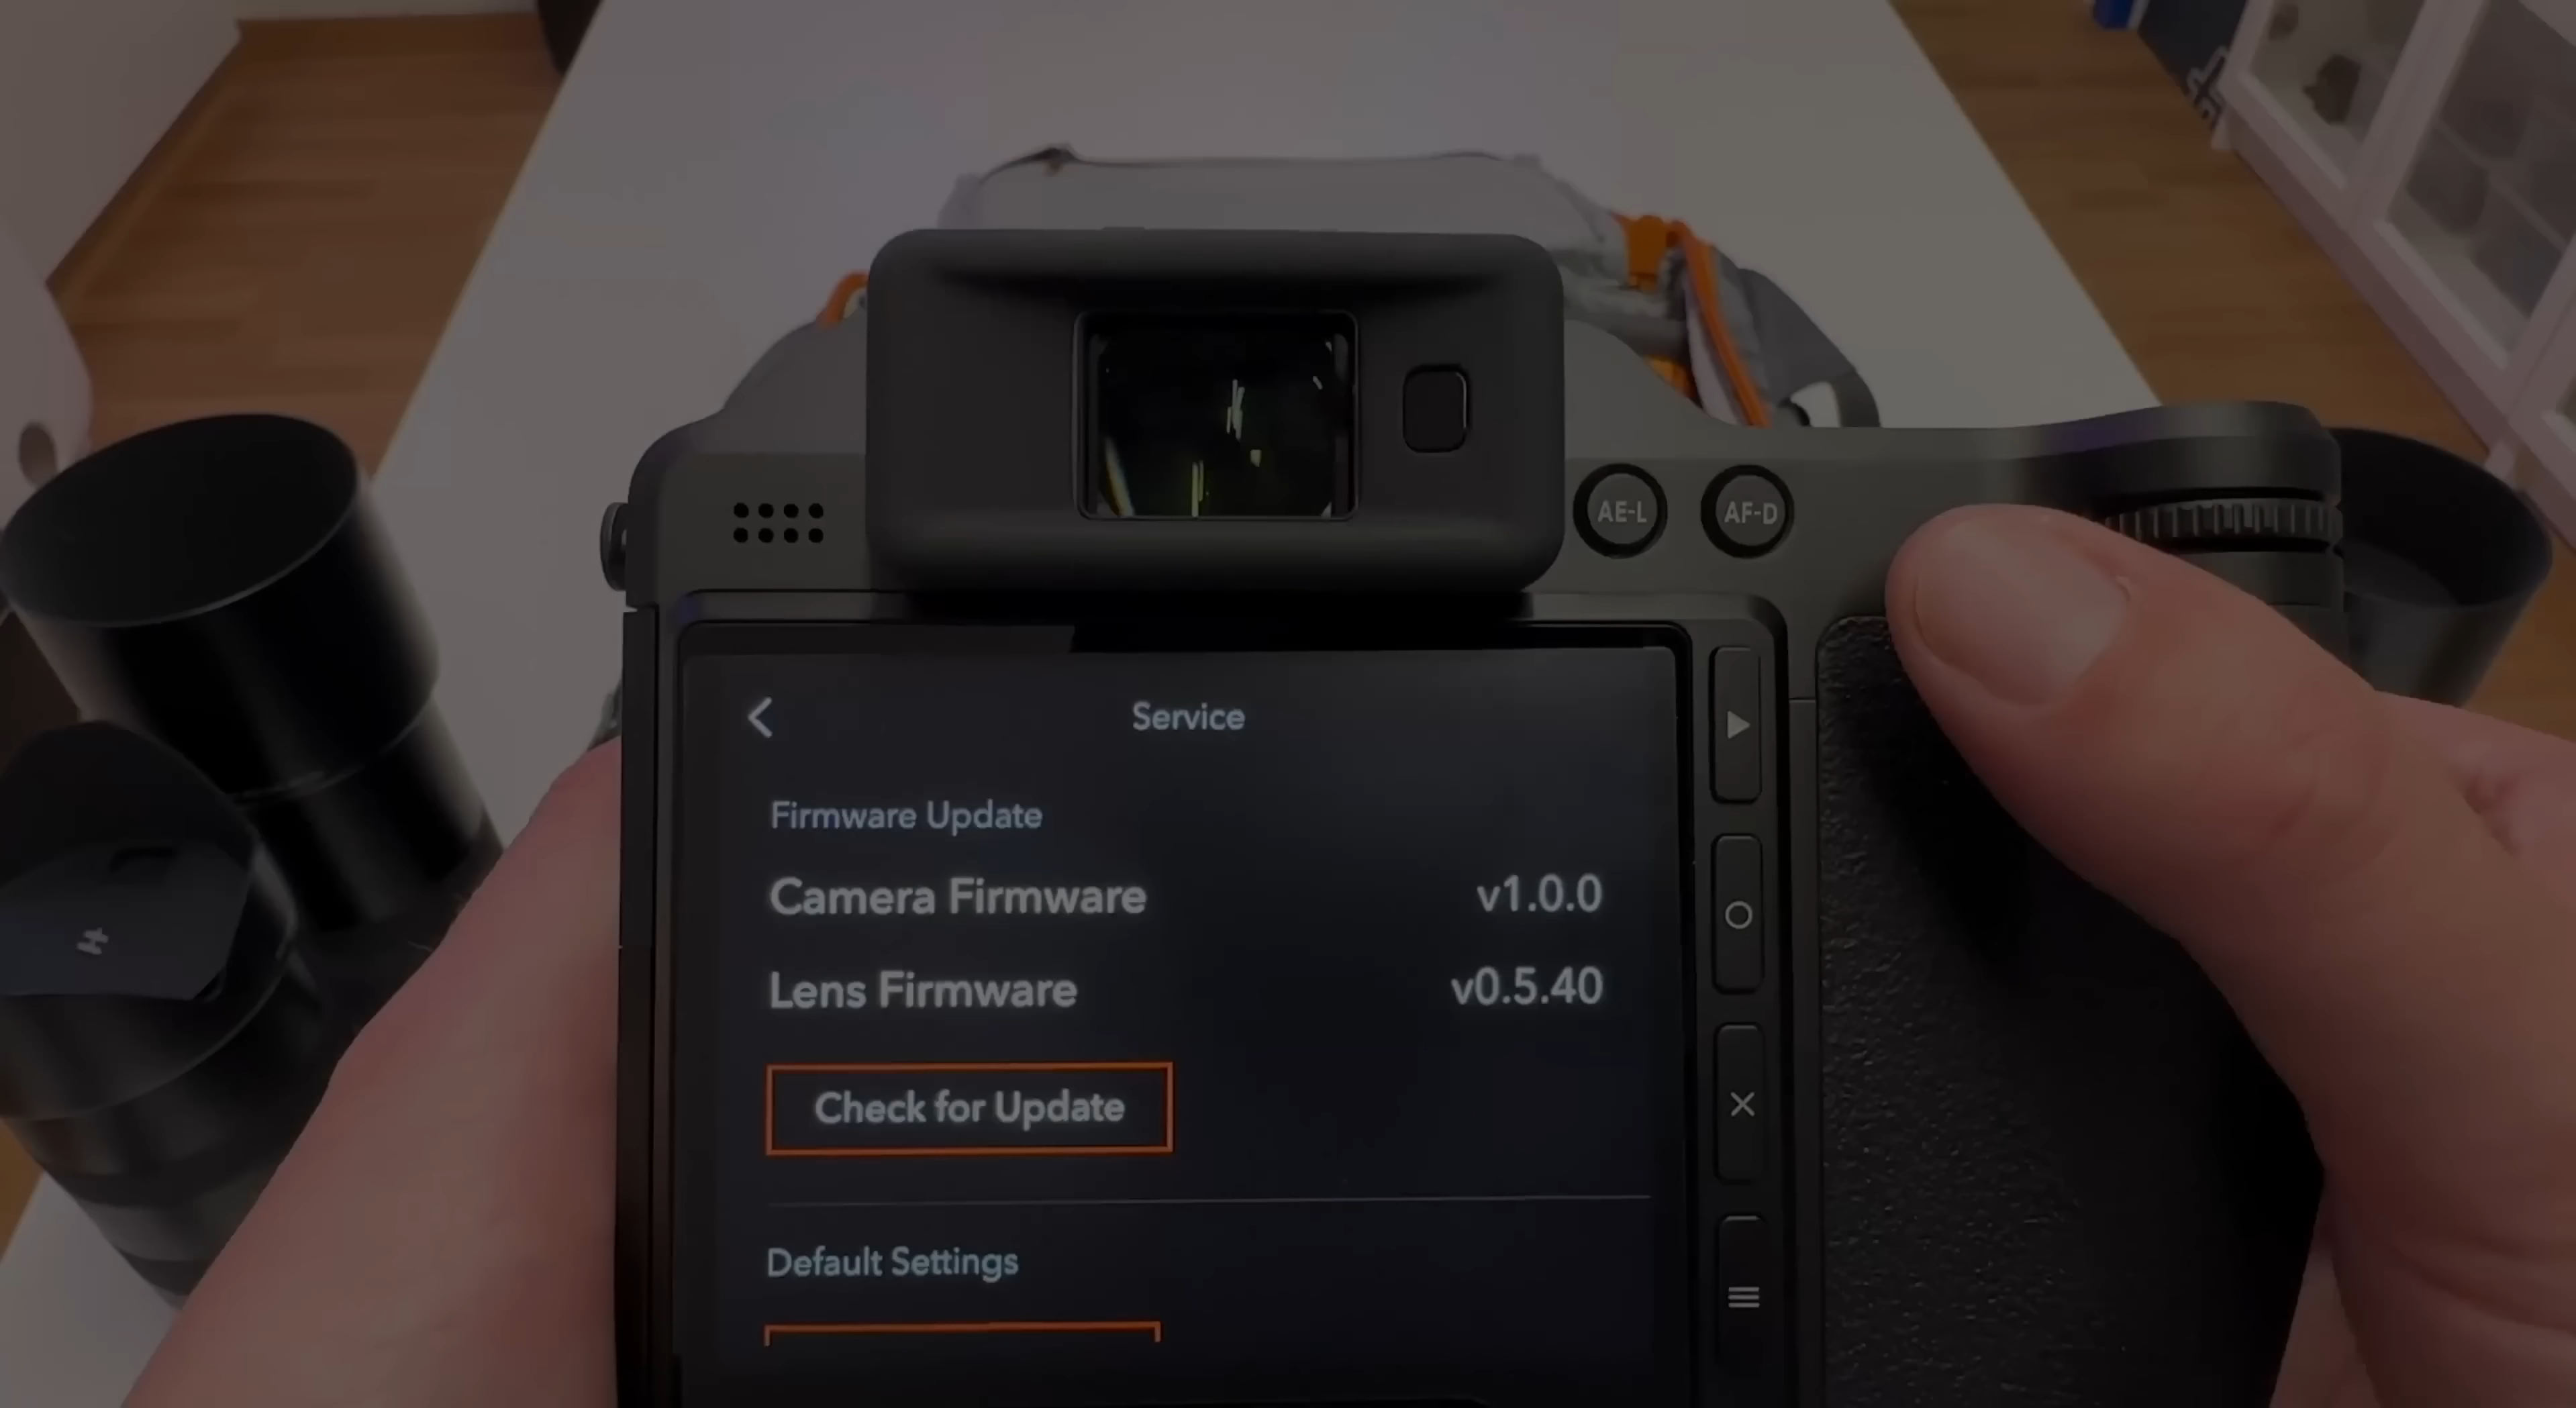 AE-L
AF-D
Service
Firmware Update
Camera Firmware v1.0.0
Lens Firmware v0.5.40
Check for Update
Default Settings
H